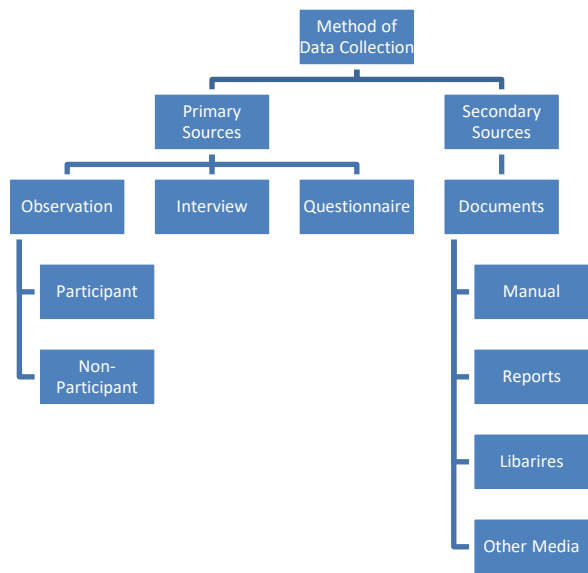 Method of
Data Collection
Primary
Sources
Secondary
Sources
Observation
Interview
Questionnaire
Documents
Participant
Manual
Non-
Participant
Reports
Libarires
Other Media